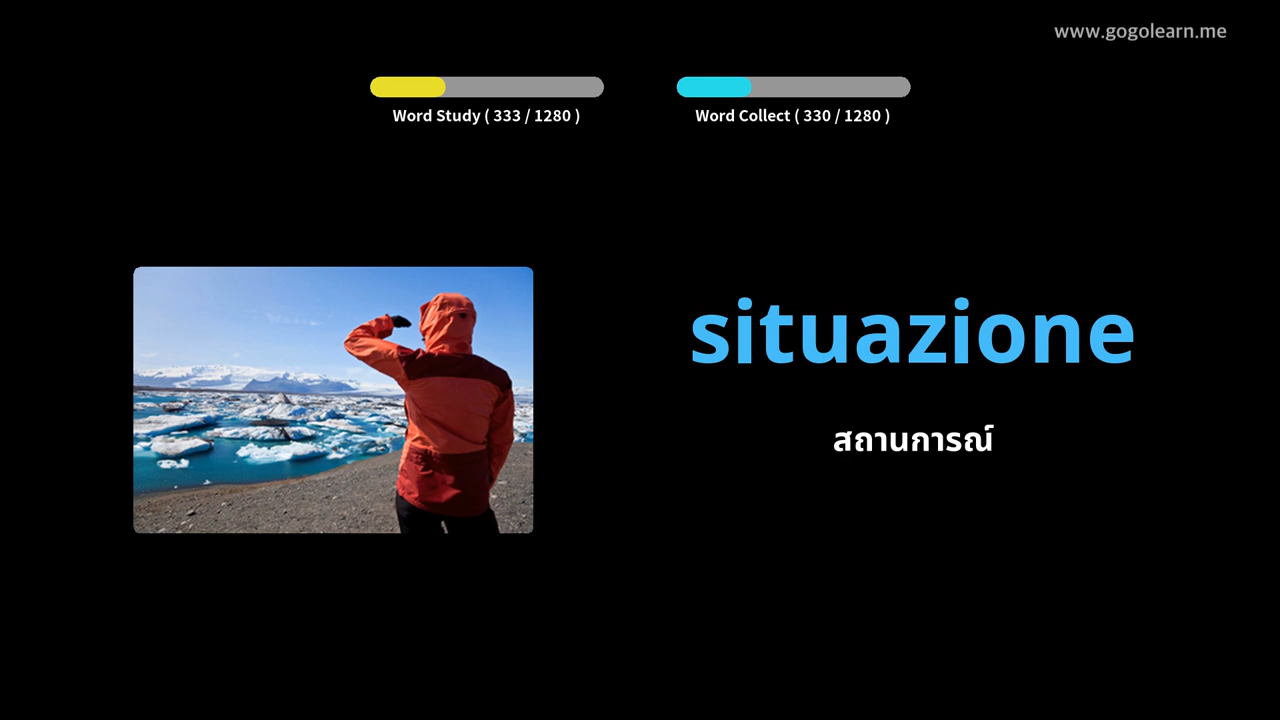 www.gogolearn.me
Word Study ( 333 / 1280 )
Word Collect ( 330 / 1280 )
situazione
สถานการณ์